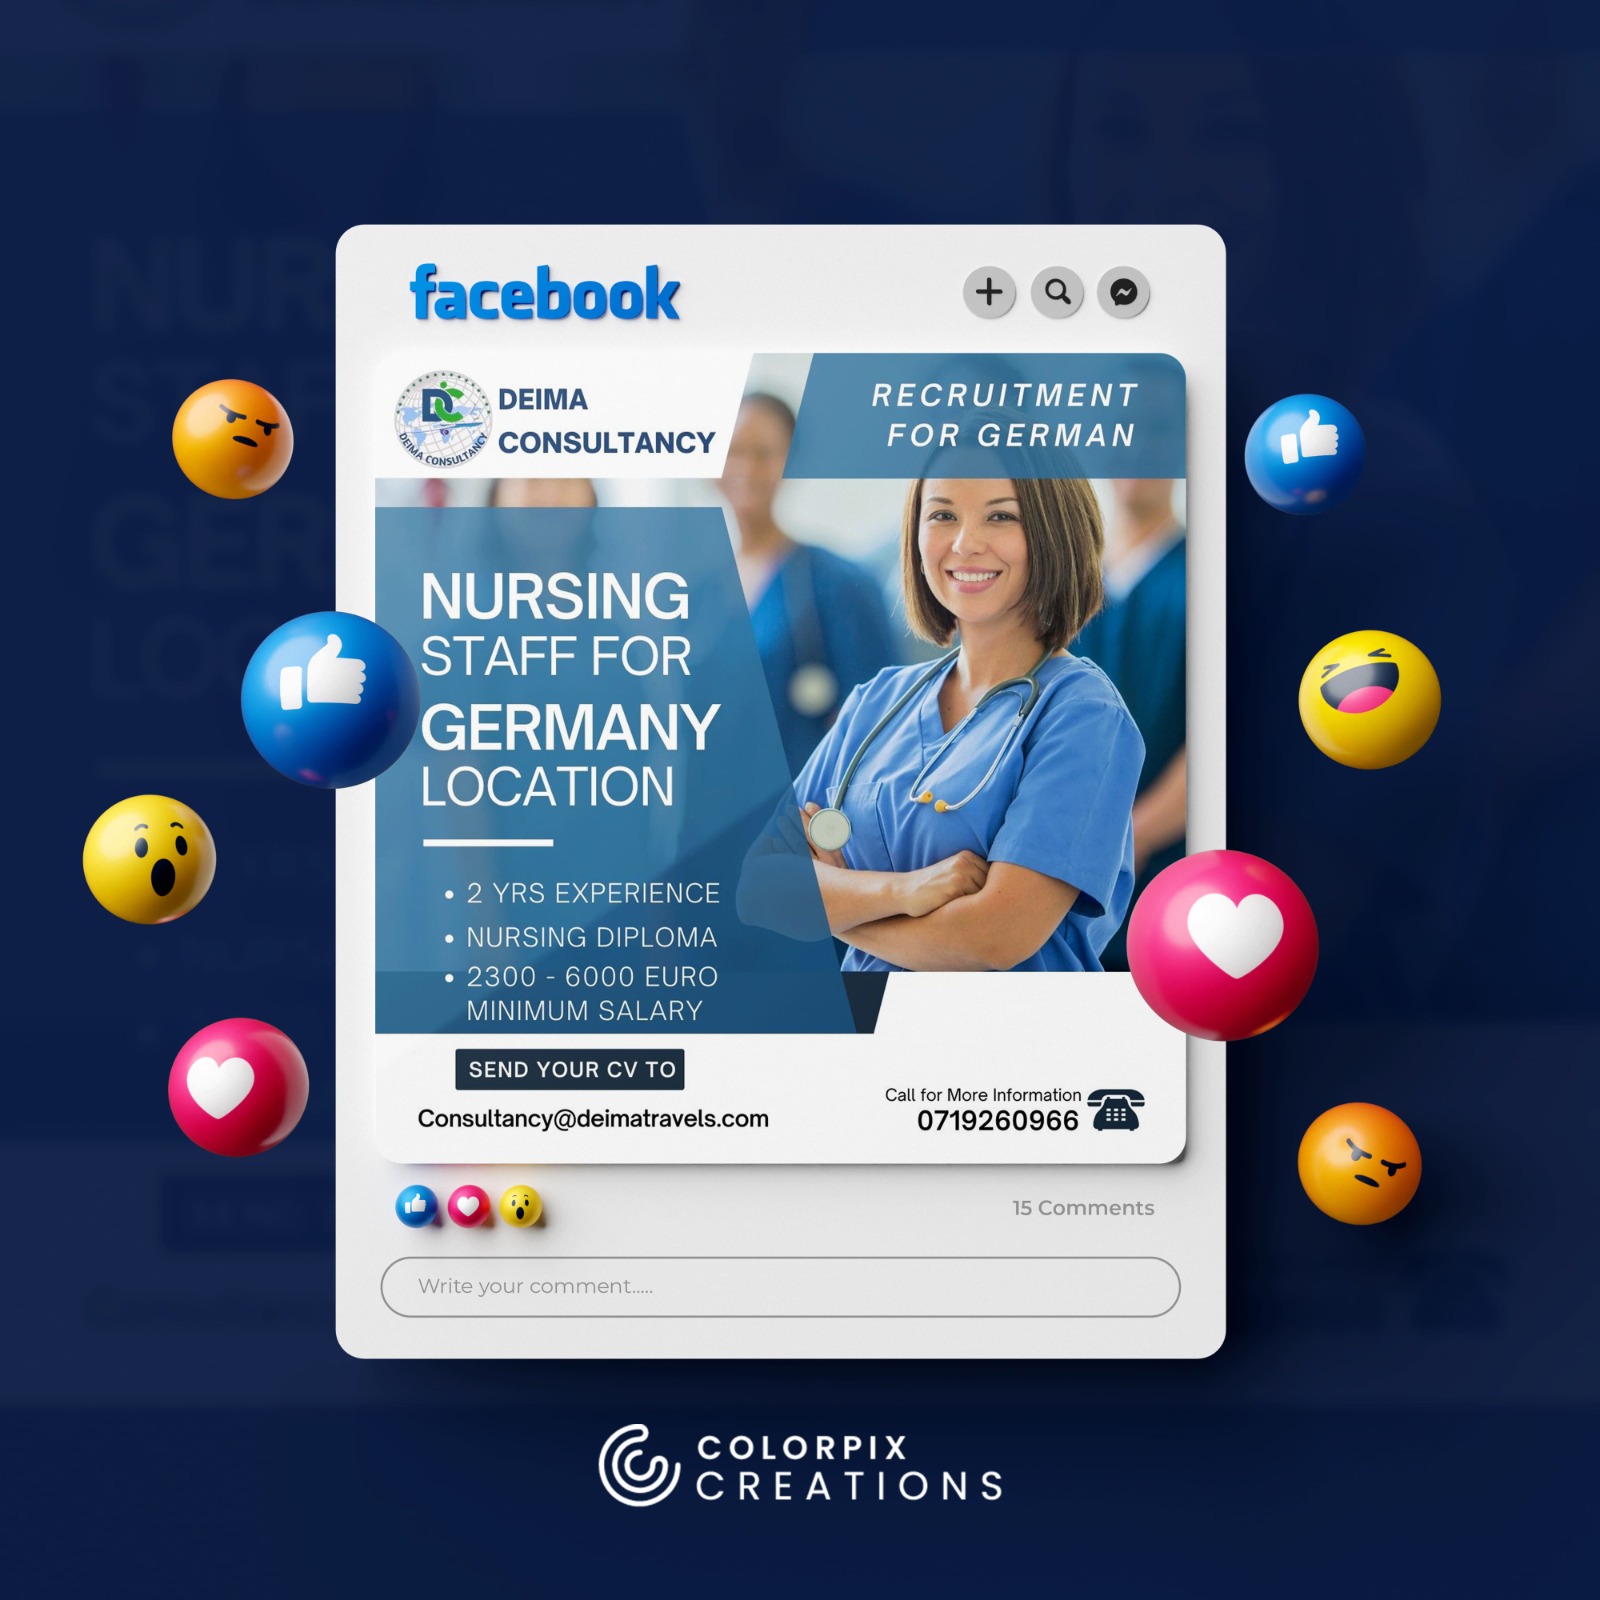 facebook
DC
DEIMA CONSULTANCY
DEIMA
CONSULTANCY
RECRUITMENT
FOR GERMAN
NURSING
STAFF FOR
GERMANY
LOCATION
• 2 YRS EXPERIENCE
• NURSING DIPLOMA
• 2300 - 6000 EURO
MINIMUM SALARY
SEND YOUR CV TO
Consultancy@deimatravels.com
Call for More Information
0719260966
15 Comments
Write your comment.....
COLORPIX
CREATIONS